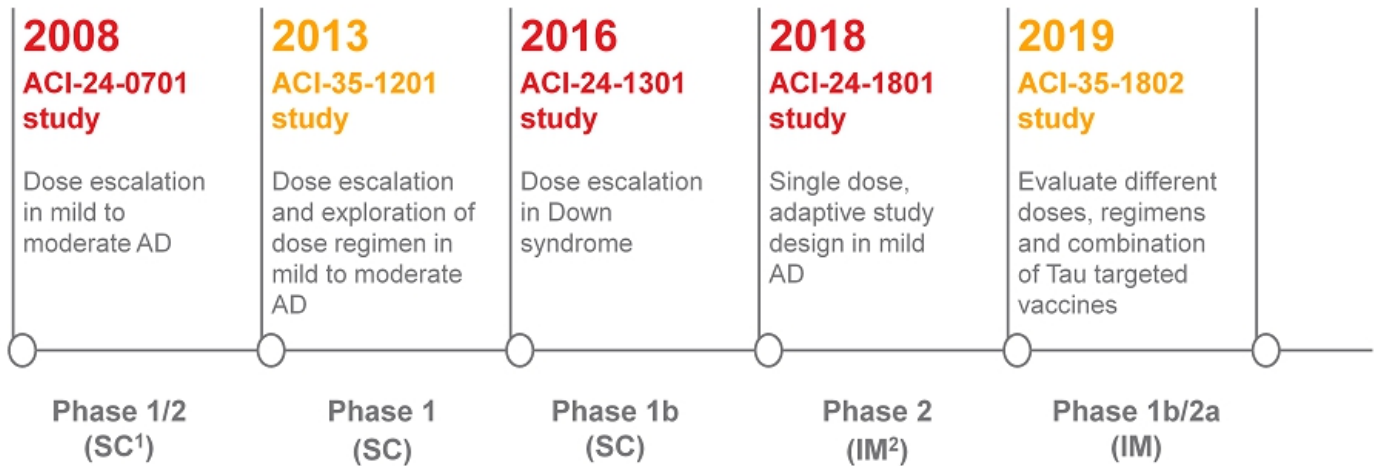 2008
ACI-24-0701
study
Dose escalation
in mild to
moderate AD
Phase 1/2
(SC¹)
2013
ACI-35-1201
study
Dose escalation
and exploration of
dose regimen in
mild to moderate
AD
Phase 1
(SC)
2016
ACI-24-1301
study
Dose escalation
in Down
syndrome
Phase 1b
(SC)
2018
ACI-24-1801
study
Single dose,
adaptive study
design in mild
AD
Phase 2
(IM²)
2019
ACI-35-1802
study
Evaluate different
doses, regimens
and combination
of Tau targeted
vaccines
Phase 1b/2a
(IM)